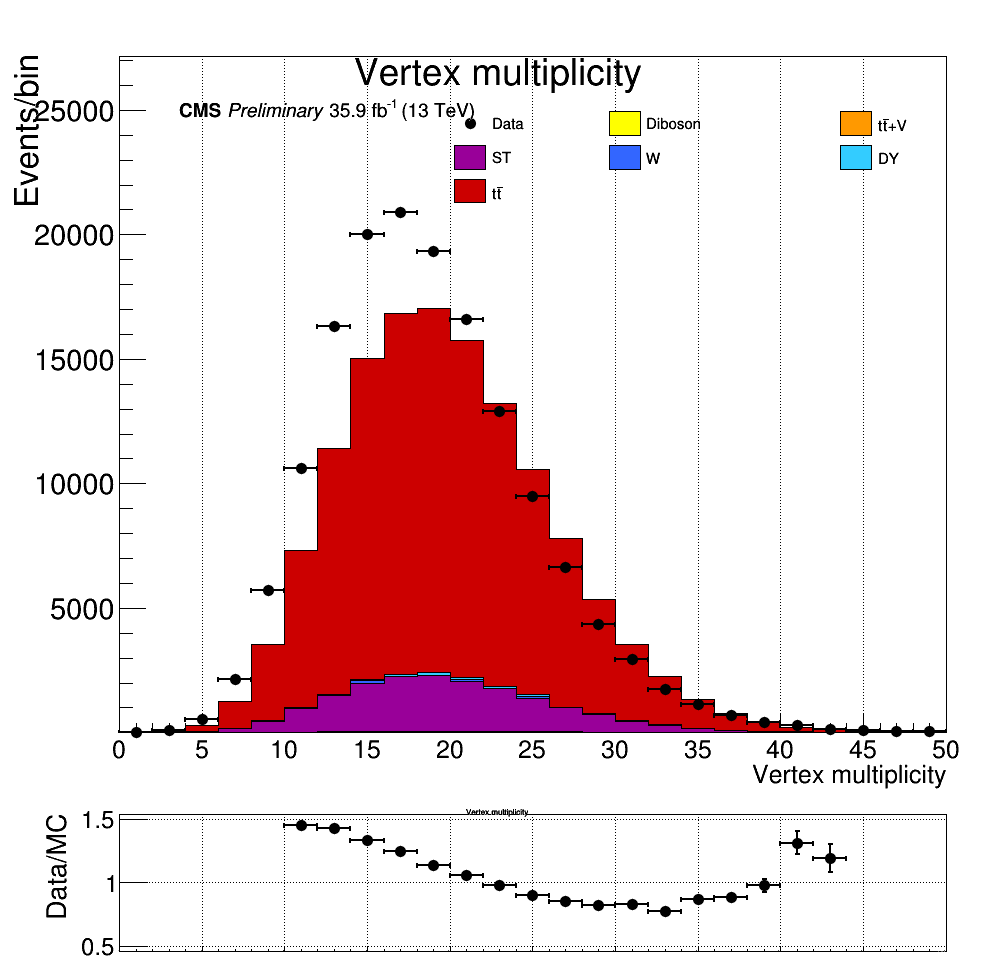 Vertex multiplicity
Events/bin
CMS Preliminary 35.9 fb⁻¹ (13 TeV)
Data
Diboson
tt̄+V
ST
W
DY
tt̄
25000
20000
15000
10000
5000
0 5 10 15 20 25 30 35 40 45 50
Vertex multiplicity
Vertex multiplicity
Data/MC
1.5
1
0.5